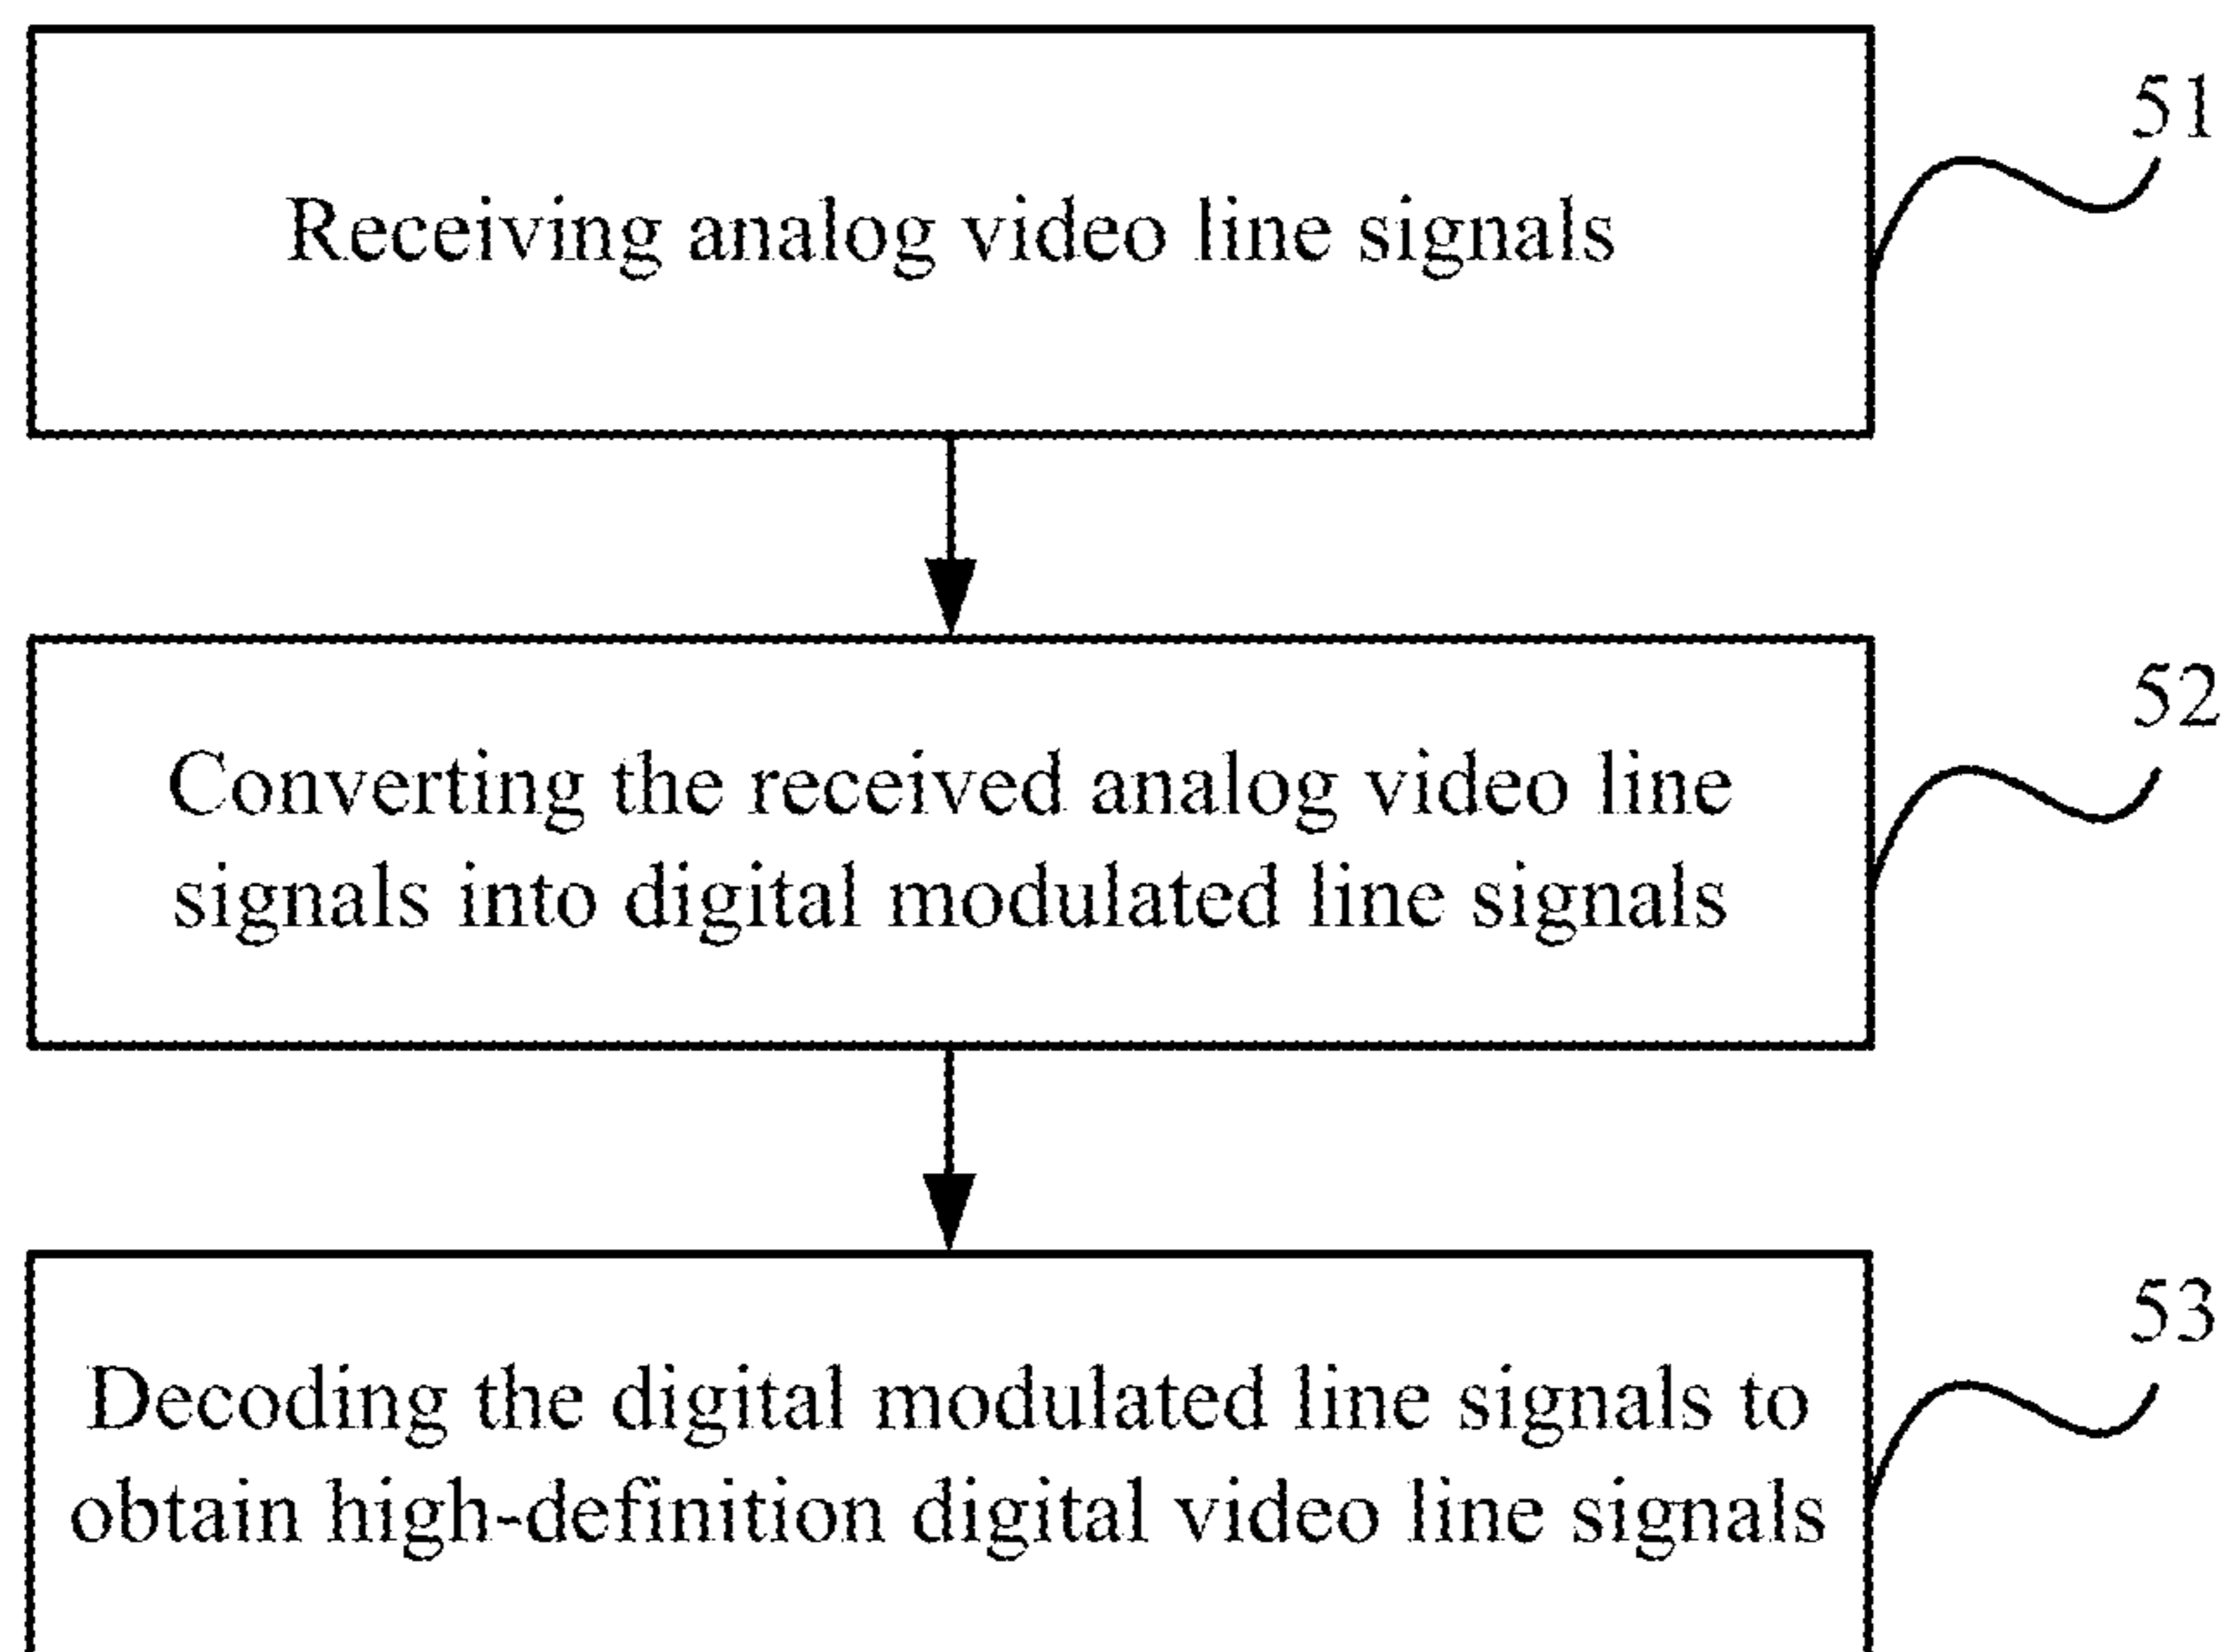 51
Receiving analog video line signals
52
Converting the received analog video line
signals into digital modulated line signals
53
Decoding the digital modulated line signals to
obtain high-definition digital video line signals